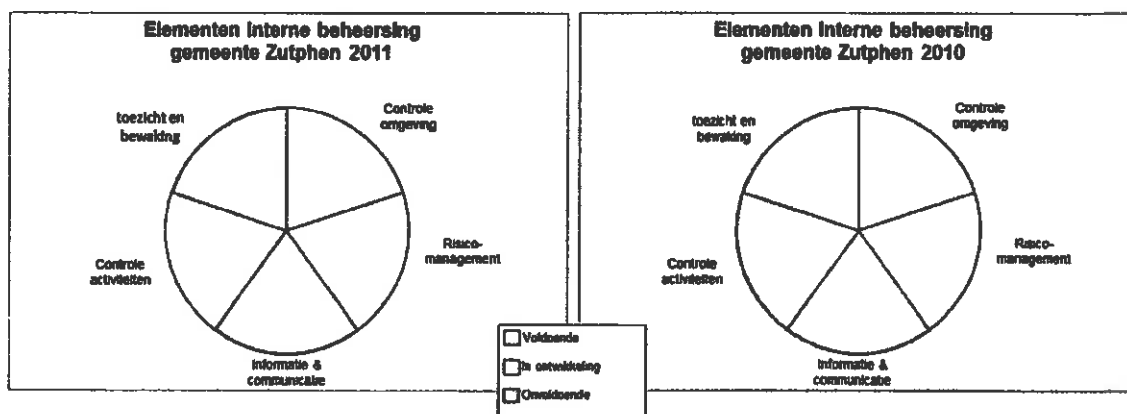 Elementen interne beheersing
gemeente Zutphen 2011
toezicht en
bewaking
Controle
omgeving
Risico-
management
Informatie &
communicatie
Controle
activiteiten
Elementen interne beheersing
gemeente Zutphen 2010
toezicht en
bewaking
Controle
omgeving
Risico-
management
Informatie &
communicatie
Controle
activiteiten
Voldoende
In ontwikkeling
Onvoldoende